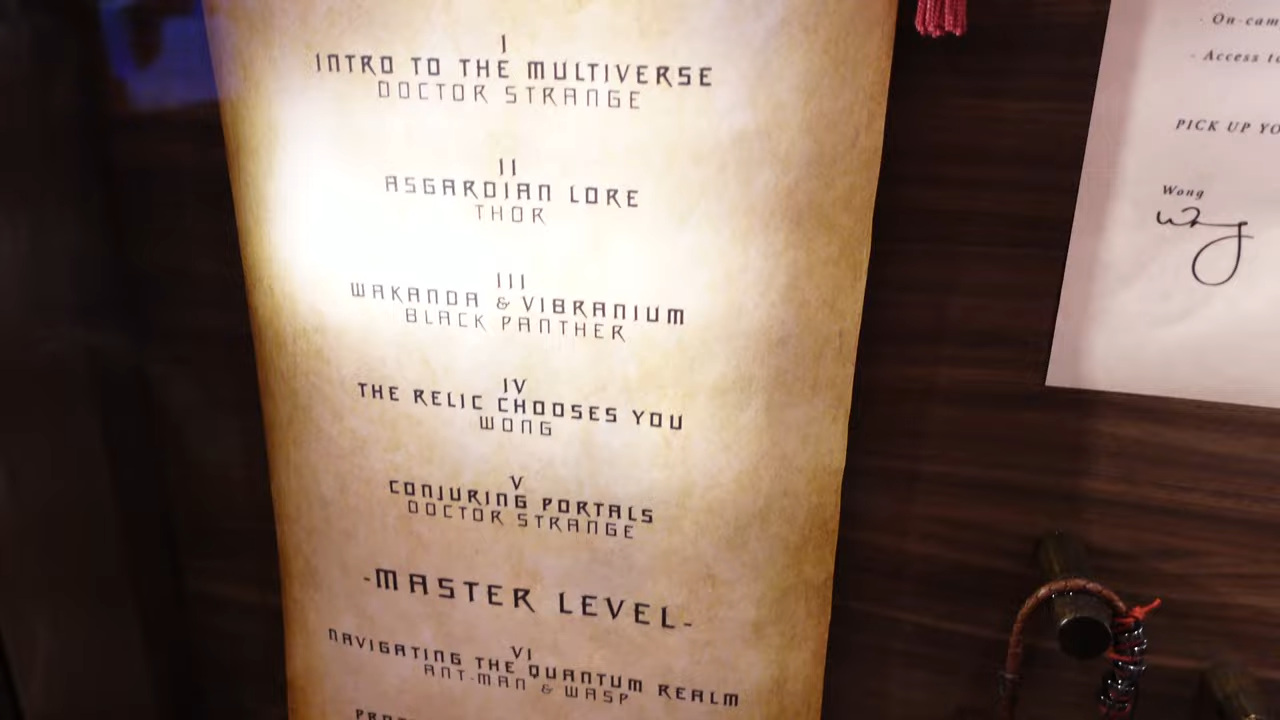 I
INTRO TO THE MULTIVERSE
DOCTOR STRANGE
II
ASGARDIAN LORE
THOR
III
WAKANDA & VIBRANIUM
BLACK PANTHER
IV
THE RELIC CHOOSES YOU
WONG
V
CONJURING PORTALS
DOCTOR STRANGE
-MASTER LEVEL-
VI
NAVIGATING THE QUANTUM REALM
ANT-MAN & WASP
- On-cam
- Access to
PICK UP YO
Wong
Wong